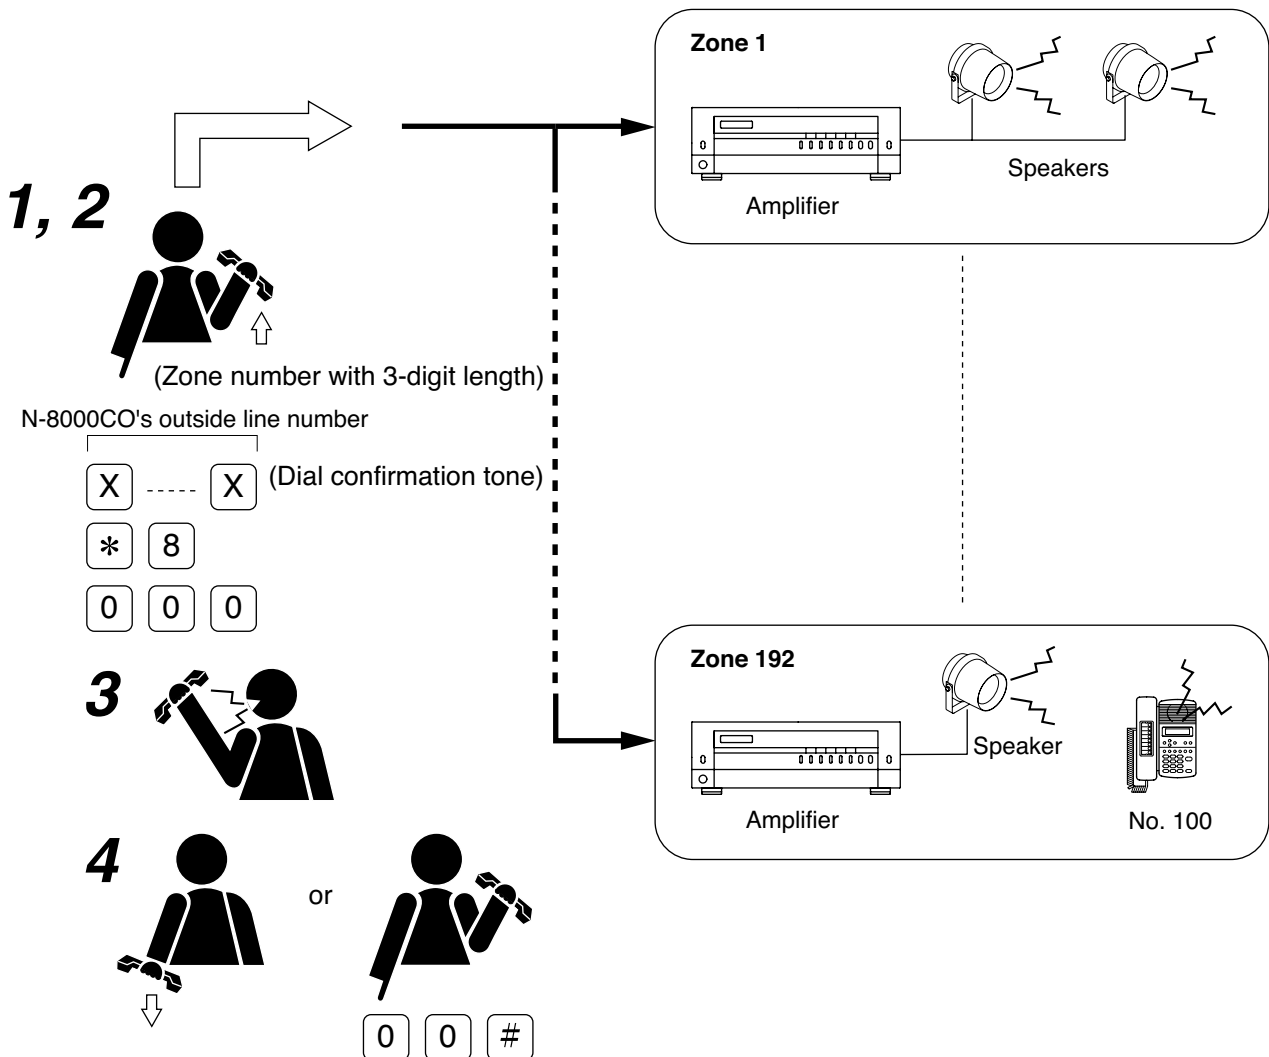 Zone 1
Speakers
Amplifier
1, 2
(Zone number with 3-digit length)
N-8000CO's outside line number
X ----- X (Dial confirmation tone)
* 8
0 0 0
3
Zone 192
Speaker
Amplifier
No. 100
4
or
0 0 #